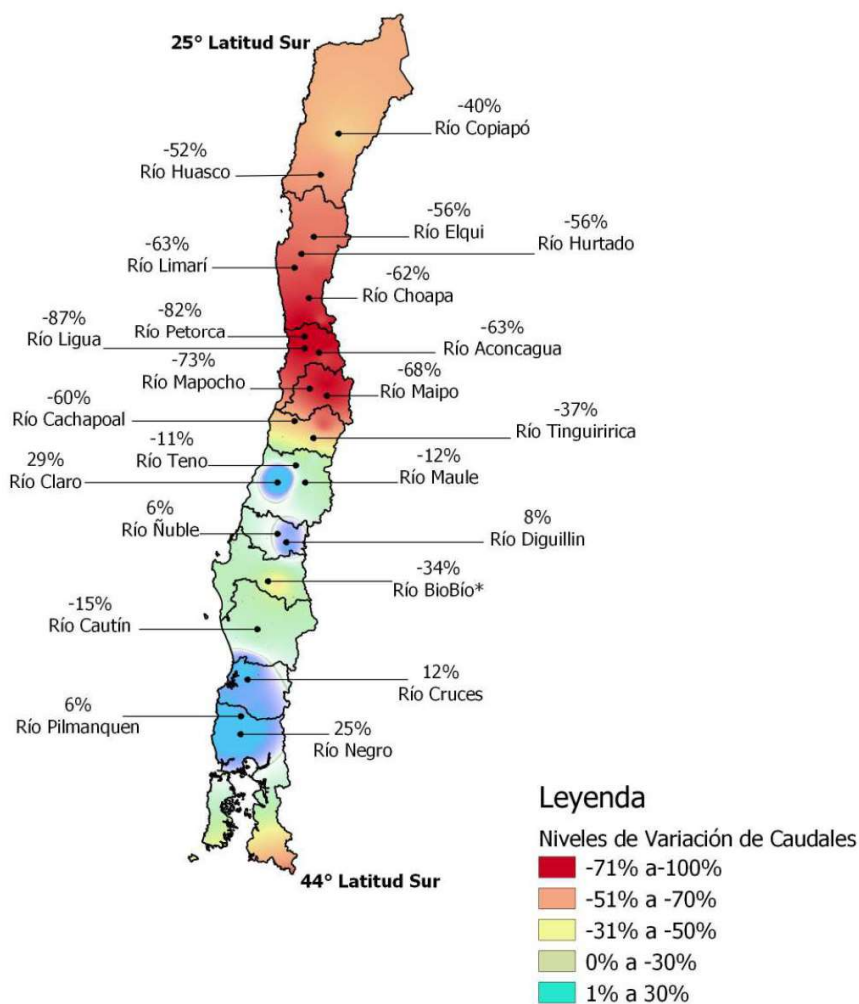 25° Latitud Sur
-40%
Río Copiapó
-52%
Río Huasco
-56%
Río Elqui
-56%
Río Hurtado
-63%
Río Limarí
-62%
Río Choapa
-82%
Río Petorca
-87%
Río Ligua
-63%
Río Aconcagua
-73%
Río Mapocho
-68%
Río Maipo
-60%
Río Cachapoal
-37%
Río Tinguiririca
-11%
Río Teno
29%
Río Claro
-12%
Río Maule
6%
Río Ñuble
8%
Río Diguillin
-34%
Río BioBío*
-15%
Río Cautín
12%
Río Cruces
6%
Río Pilmanquen
25%
Río Negro
44° Latitud Sur
Leyenda
Niveles de Variación de Caudales
-71% a-100%
-51% a -70%
-31% a -50%
0% a -30%
1% a 30%